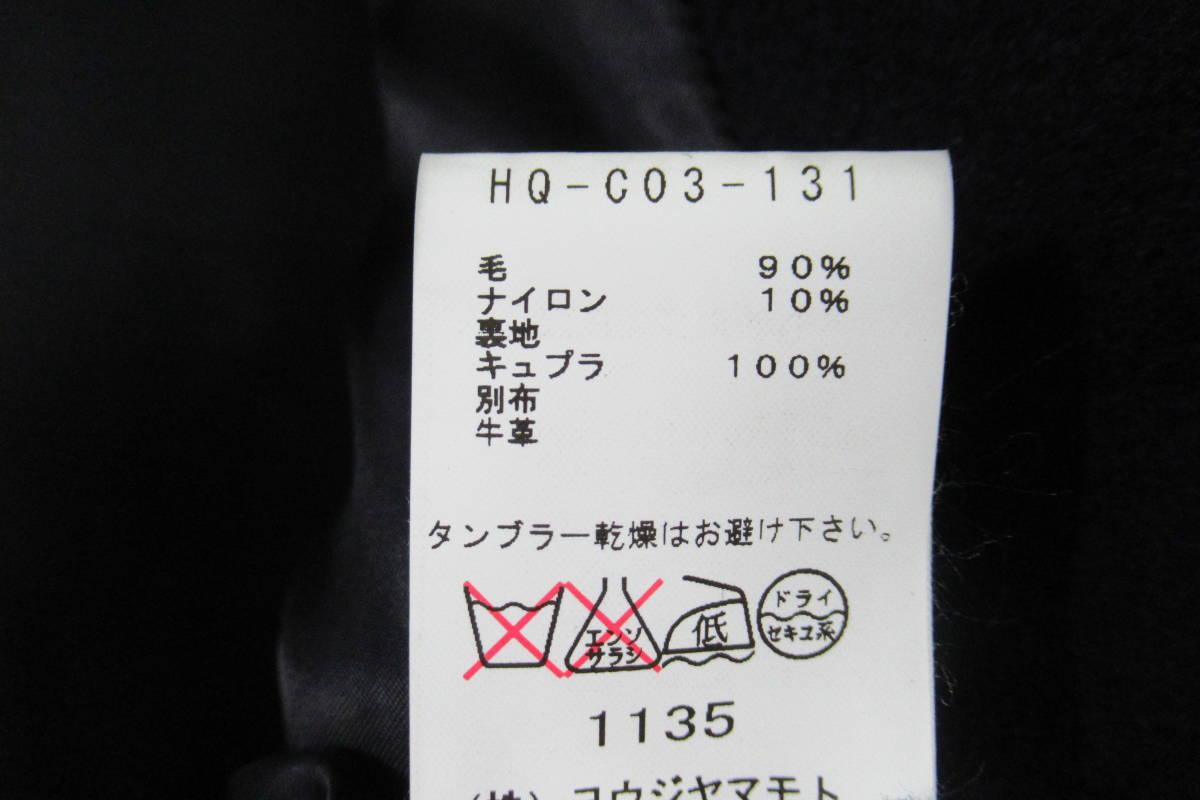 HQ-C03-131
毛 90%
ナイロン 10%
裏地
キュプラ 100%
別布
牛革
タンブラー乾燥はお避け下さい。
エンソ
サラシ
低
ドライ
セキユ系
1135
(株)コウジヤマモト